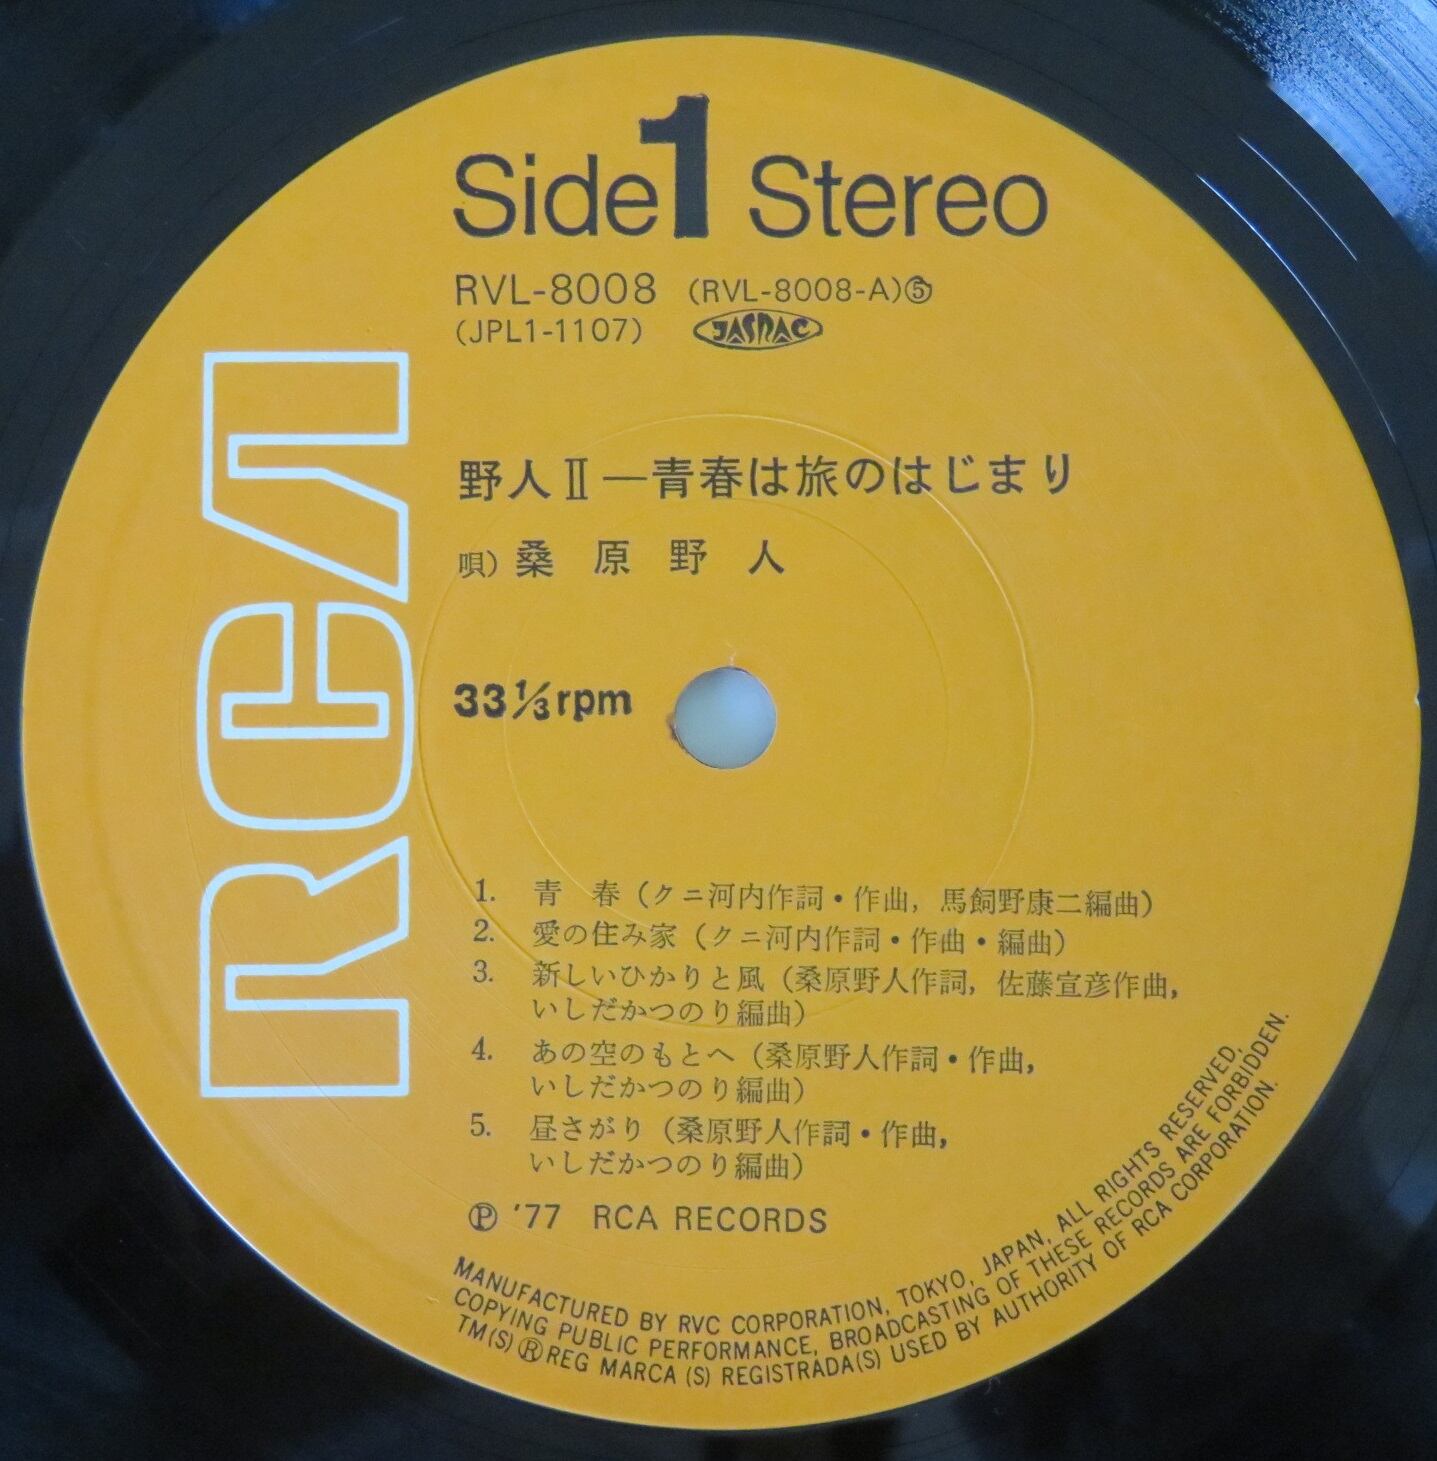 Side 1 Stereo
RVL-8008 (RVL-8008-A)⑤
(JPL1-1107) JASRAC
RCA
野人Ⅱ—青春は旅のはじまり
唄) 桑原野人
33 1/3 rpm
1. 青 春 (クニ河内作詞・作曲, 馬飼野康二編曲)
2. 愛の住み家 (クニ河内作詞・作曲・編曲)
3. 新しいひかりと風 (桑原野人作詞, 佐藤宣彦作曲,
いしだかつのり編曲)
4. あの空のもとへ (桑原野人作詞・作曲,
いしだかつのり編曲)
5. 昼さがり (桑原野人作詞・作曲,
いしだかつのり編曲)
Ⓟ '77 RCA RECORDS
MANUFACTURED BY RVC CORPORATION, TOKYO, JAPAN, ALL RIGHTS RESERVED,
COPYING PUBLIC PERFORMANCE, BROADCASTING OF THESE RECORDS ARE FORBIDDEN.
TM(S) ® REG MARCA (S) REGISTRADA(S) USED BY AUTHORITY OF RCA CORPORATION.